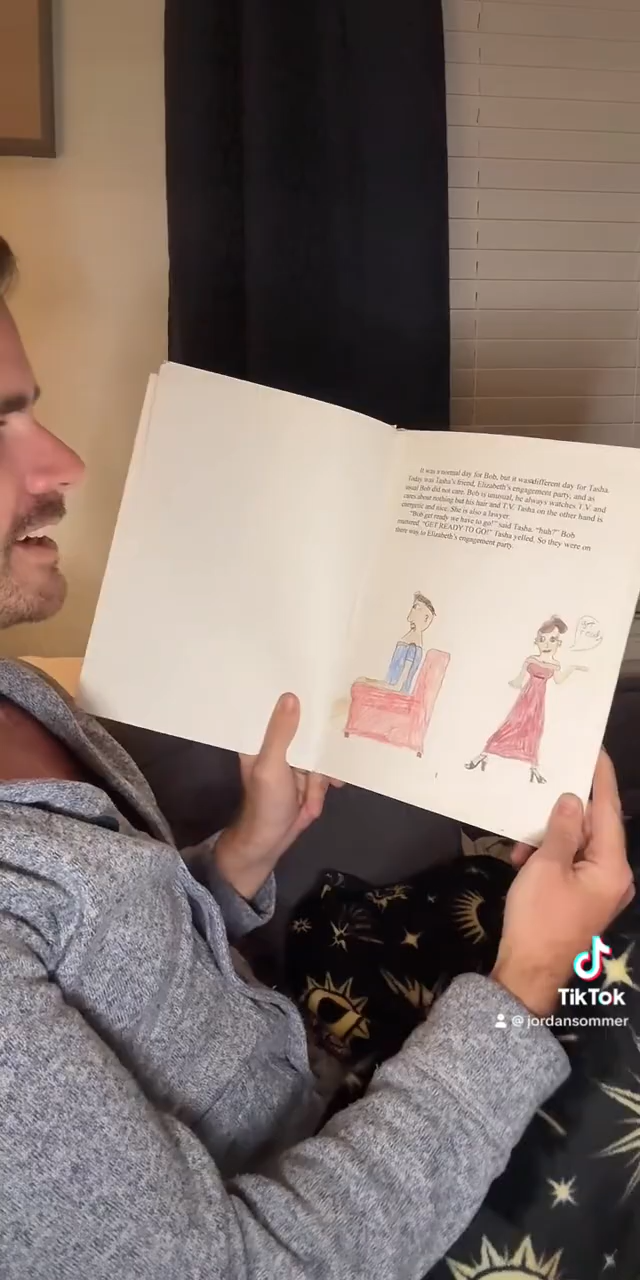 it was a normal day for Bob, but it was different day for Tasha.
Today was Tasha's friend, Elizabeth's engagement party, and as
usual Bob did not care. Bob is unusual, he always watches T.V and
cares about nothing but his hair and T.V. Tasha on the other hand is
energetic and nice. She is also a lawyer.
"Bob get ready we have to go!" said Tasha. "huh?" Bob
muttered. "GET READY TO GO!" Tasha yelled. So they were on
there way to Elizabeth's engagement party.
get
ready
1
TikTok
@jordansommer